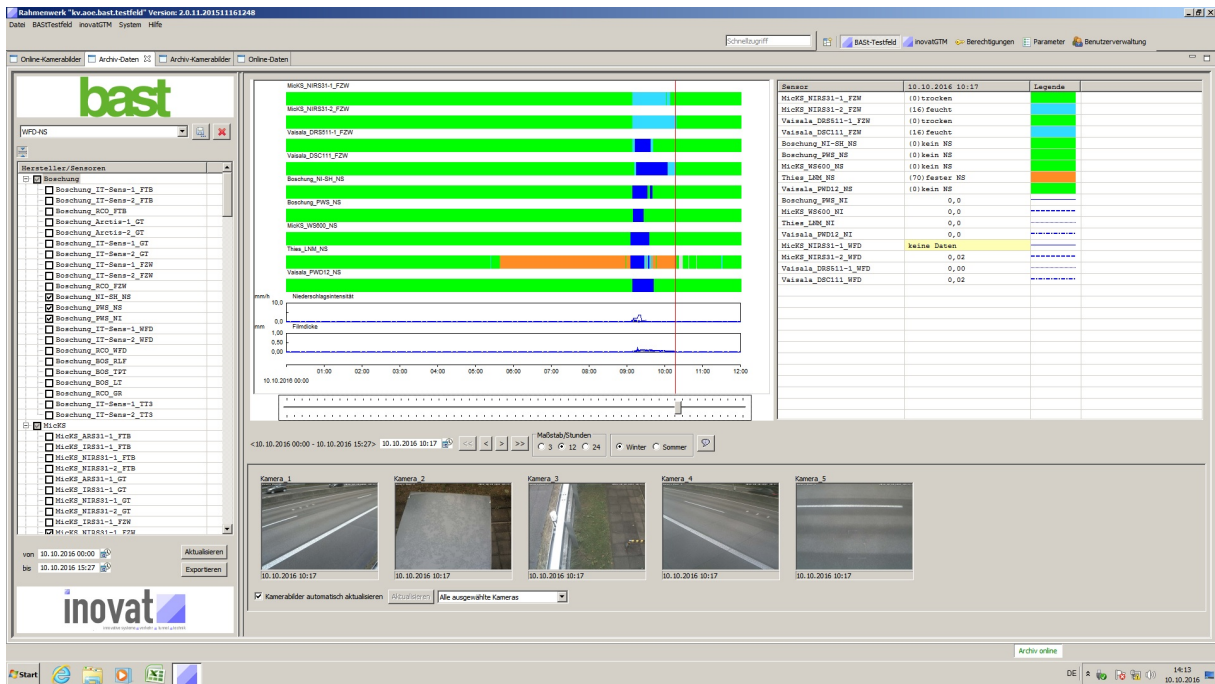 Rahmenwerk "kv.aoe.bast.testfeld" Version: 2.0.11.201511161248
Datei BAStTestfeld inovatGTM System Hilfe
Schnellzugriff BASt-Testfeld inovatGTM Berechtigungen Parameter Benutzerverwaltung
Online-Kamerabilder Archiv-Daten Archiv-Kamerabilder Online-Daten
bast
WFD-NS
Hersteller/Sensoren
Boschung
Boschung_IT-Sens-1_FTB
Boschung_IT-Sens-2_FTB
Boschung_RCO_FTB
Boschung_Arctis-1_GT
Boschung_Arctis-2_GT
Boschung_IT-Sens-1_GT
Boschung_IT-Sens-2_GT
Boschung_IT-Sens-1_FZW
Boschung_IT-Sens-2_FZW
Boschung_RCO_FZW
Boschung_NI-SH_NS
Boschung_PWS_NS
Boschung_PWS_NI
Boschung_IT-Sens-1_WFD
Boschung_IT-Sens-2_WFD
Boschung_RCO_WFD
Boschung_BOS_RLF
Boschung_BOS_TPT
Boschung_BOS_LT
Boschung_RCO_GR
Boschung_IT-Sens-1_TT3
Boschung_IT-Sens-2_TT3
MicKS
MicKS_ARS31-1_FTB
MicKS_IRS31-1_FTB
MicKS_NIRS31-1_FTB
MicKS_NIRS31-2_FTB
MicKS_ARS31-1_GT
MicKS_IRS31-1_GT
MicKS_NIRS31-1_GT
MicKS_NIRS31-2_GT
MicKS_IRS31-1_FZW
MicKS_NIRS31-1_FZW
von 10.10.2016 00:00 Aktualisieren
bis 10.10.2016 15:27 Exportieren
inovat
MicKS_NIRS31-1_FZW
MicKS_NIRS31-2_FZW
Vaisala_DRS511-1_FZW
Vaisala_DSC111_FZW
Boschung_NI-SH_NS
Boschung_PWS_NS
MicKS_WS600_NS
Thies_LNM_NS
Vaisala_PWD12_NS
mm/h Niederschlagsintensität
10,0
0,0
mm Filmdicke
1,00
0,50
0,00
01:00 02:00 03:00 04:00 05:00 06:00 07:00 08:00 09:00 10:00 11:00 12:00
10.10.2016 00:00
<10.10.2016 00:00 - 10.10.2016 15:27> 10.10.2016 10:17 << < > >> Maßstab/Stunden 3 12 24 Winter Sommer
Sensor 10.10.2016 10:17 Legende
MicKS_NIRS31-1_FZW (0)trocken
MicKS_NIRS31-2_FZW (16)feucht
Vaisala_DRS511-1_FZW (0)trocken
Vaisala_DSC111_FZW (16)feucht
Boschung_NI-SH_NS (0)kein NS
Boschung_PWS_NS (0)kein NS
MicKS_WS600_NS (0)kein NS
Thies_LNM_NS (70)fester NS
Vaisala_PWD12_NS (0)kein NS
Boschung_PWS_NI 0,0
MicKS_WS600_NI 0,0
Thies_LNM_NI 0,0
Vaisala_PWD12_NI 0,0
MicKS_NIRS31-1_WFD keine Daten
MicKS_NIRS31-2_WFD 0,02
Vaisala_DRS511-1_WFD 0,00
Vaisala_DSC111_WFD 0,02
Kamera_1 Kamera_2 Kamera_3 Kamera_4 Kamera_5
10.10.2016 10:17 10.10.2016 10:17 10.10.2016 10:17 10.10.2016 10:17 10.10.2016 10:17
Kamerabilder automatisch aktualisieren Aktualisieren Alle ausgewählte Kameras
Archiv online
Start DE 14:13
10.10.2016